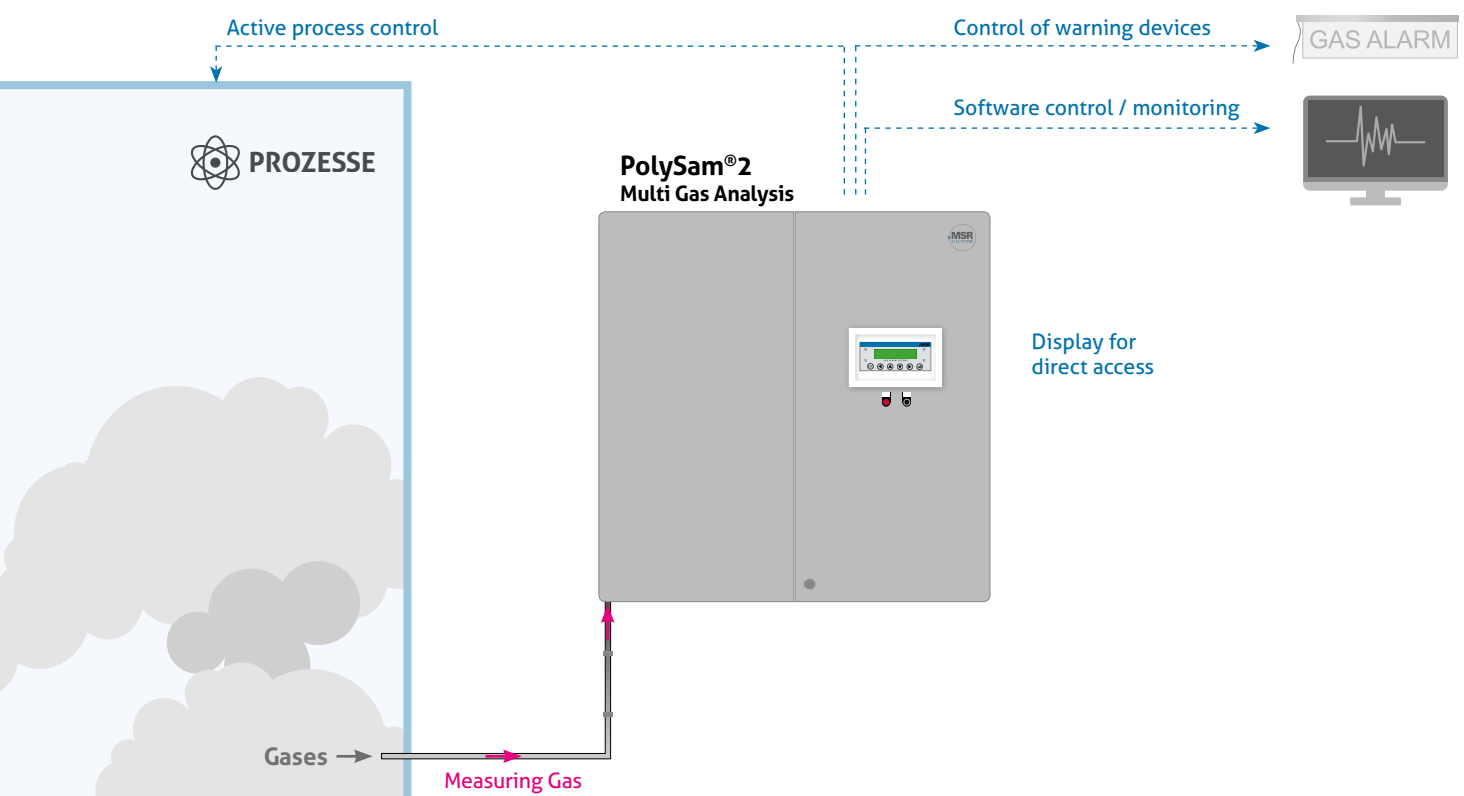 Active process control
Control of warning devices
GAS ALARM
Software control / monitoring
PROZESSE
PolySam®2
Multi Gas Analysis
MSR
Display for
direct access
Gases
Measuring Gas